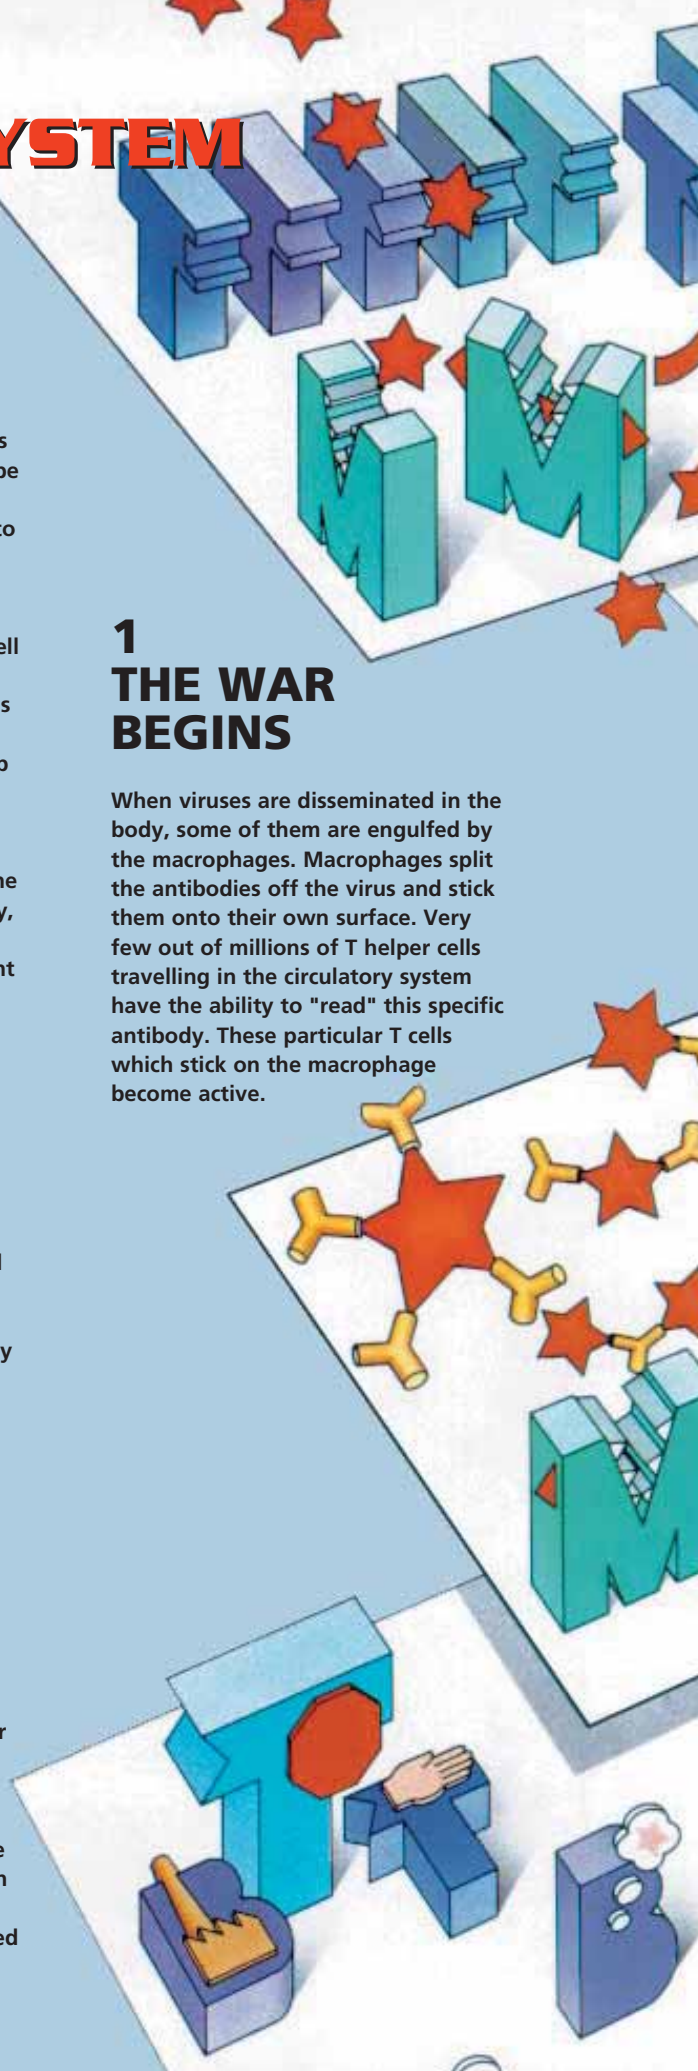 YSTEM
1
THE WAR
BEGINS
When viruses are disseminated in the
body, some of them are engulfed by
the macrophages. Macrophages split
the antibodies off the virus and stick
them onto their own surface. Very
few out of millions of T helper cells
travelling in the circulatory system
have the ability to "read" this specific
antibody. These particular T cells
which stick on the macrophage
become active.